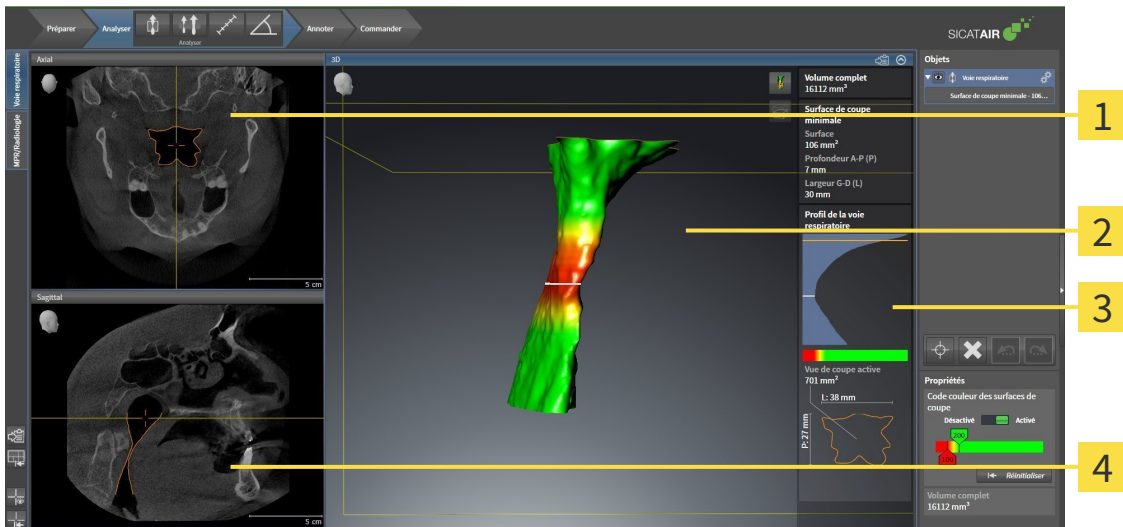 Préparer
Analyser
Analyser
Annoter
Commander
SICATAIR
Voie respiratoire
MPR/Radiologie
Axial
5 cm
Sagittal
5 cm
3D
Volume complet
16112 mm³
Surface de coupe
minimale
Surface
106 mm²
Profondeur A-P (P)
7 mm
Largeur G-D (L)
30 mm
Profil de la voie
respiratoire
Vue de coupe active
701 mm²
L: 38 mm
P: 27 mm
Objets
Voie respiratoire
Surface de coupe minimale - 106...
Propriétés
Code couleur des surfaces de
coupe
Désactivé Activé
200
100
Réinitialiser
Volume complet
16112 mm³
1
2
3
4